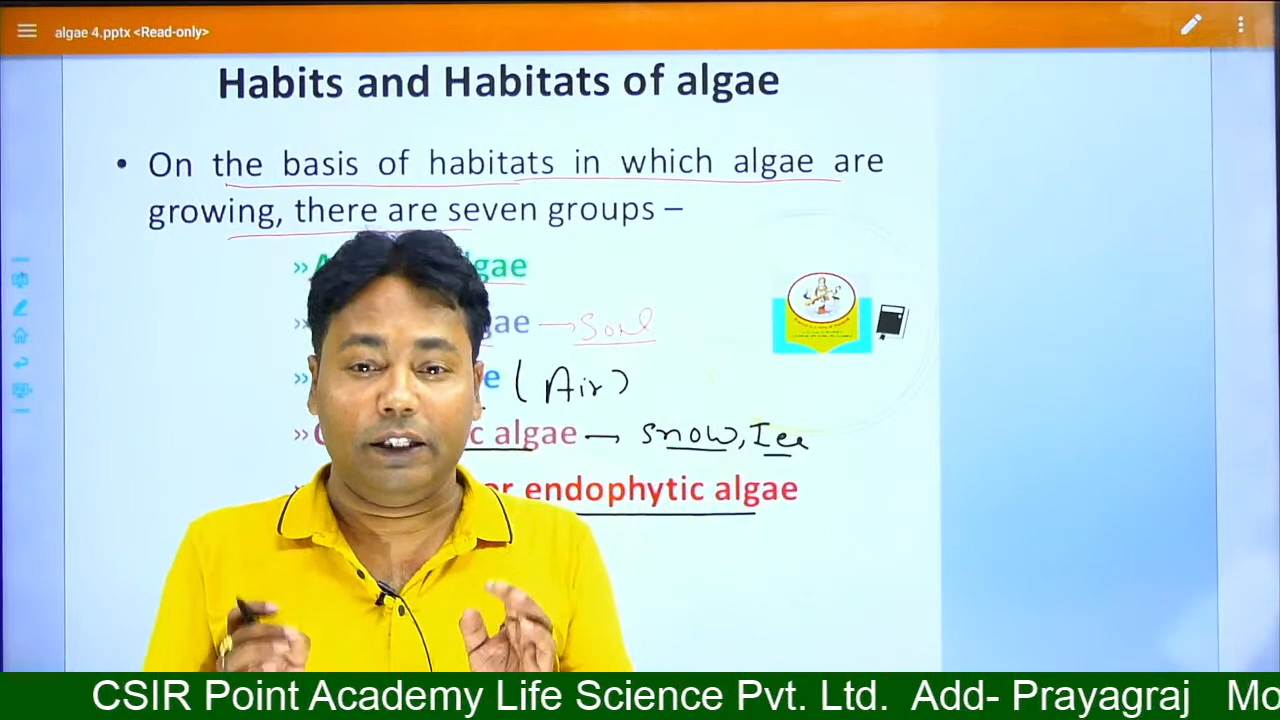 algae 4.pptx <Read-only>
Habits and Habitats of algae
• On the basis of habitats in which algae are
growing, there are seven groups –
» lgae
» gae → Soil
» e (Air)
» c algae → snow, Ice
» or endophytic algae
CSIR Point Academy Life Science Pvt. Ltd. Add- Prayagraj Mo